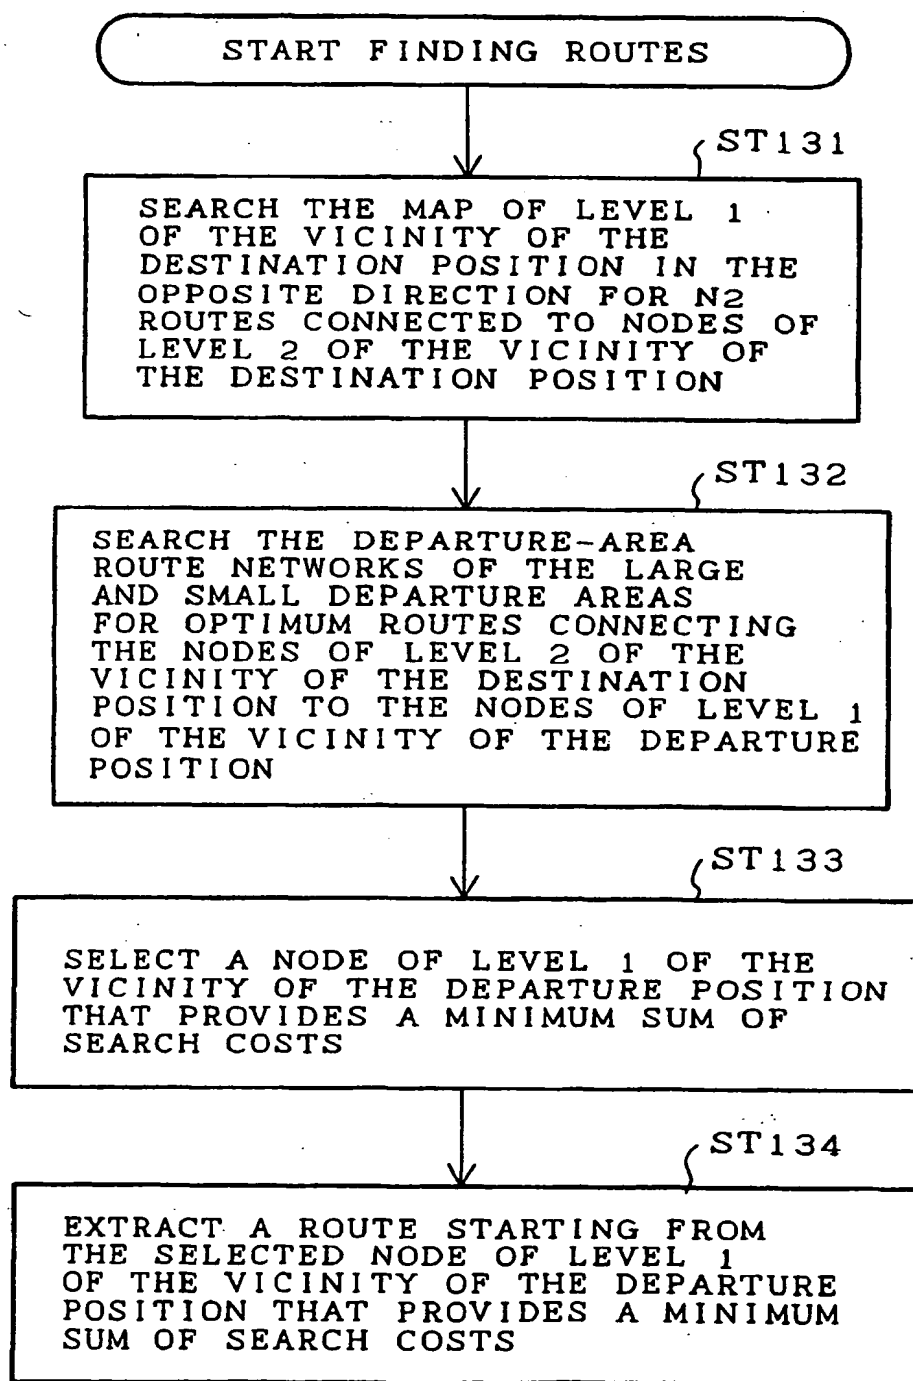 START FINDING ROUTES
ST131
SEARCH THE MAP OF LEVEL 1
OF THE VICINITY OF THE
DESTINATION POSITION IN THE
OPPOSITE DIRECTION FOR N2
ROUTES CONNECTED TO NODES OF
LEVEL 2 OF THE VICINITY OF
THE DESTINATION POSITION
ST132
SEARCH THE DEPARTURE-AREA
ROUTE NETWORKS OF THE LARGE
AND SMALL DEPARTURE AREAS
FOR OPTIMUM ROUTES CONNECTING
THE NODES OF LEVEL 2 OF THE
VICINITY OF THE DESTINATION
POSITION TO THE NODES OF LEVEL 1
OF THE VICINITY OF THE DEPARTURE
POSITION
ST133
SELECT A NODE OF LEVEL 1 OF THE
VICINITY OF THE DEPARTURE POSITION
THAT PROVIDES A MINIMUM SUM OF
SEARCH COSTS
ST134
EXTRACT A ROUTE STARTING FROM
THE SELECTED NODE OF LEVEL 1
OF THE VICINITY OF THE DEPARTURE
POSITION THAT PROVIDES A MINIMUM
SUM OF SEARCH COSTS